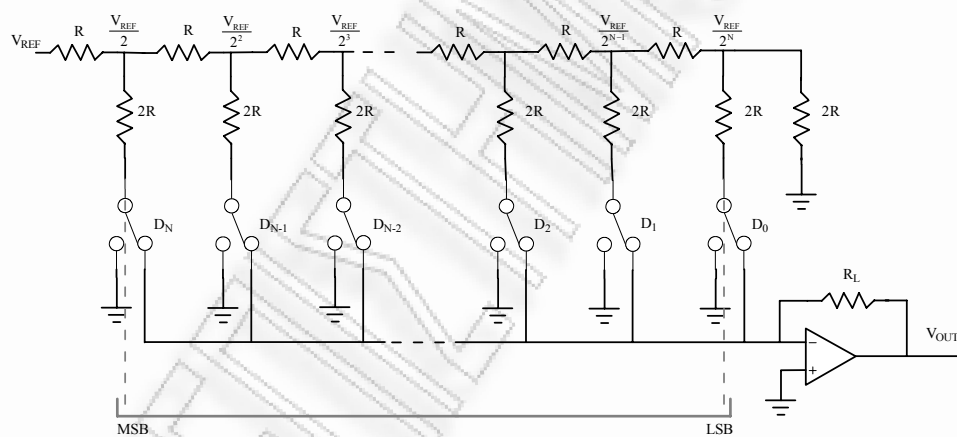 V_REF R V_REF/2 R V_REF/2^2 R V_REF/2^3 R R V_REF/2^{N-1} R V_REF/2^N
2R 2R 2R 2R 2R 2R 2R
D_N D_{N-1} D_{N-2} D_2 D_1 D_0
R_L
− V_OUT
+
MSB LSB